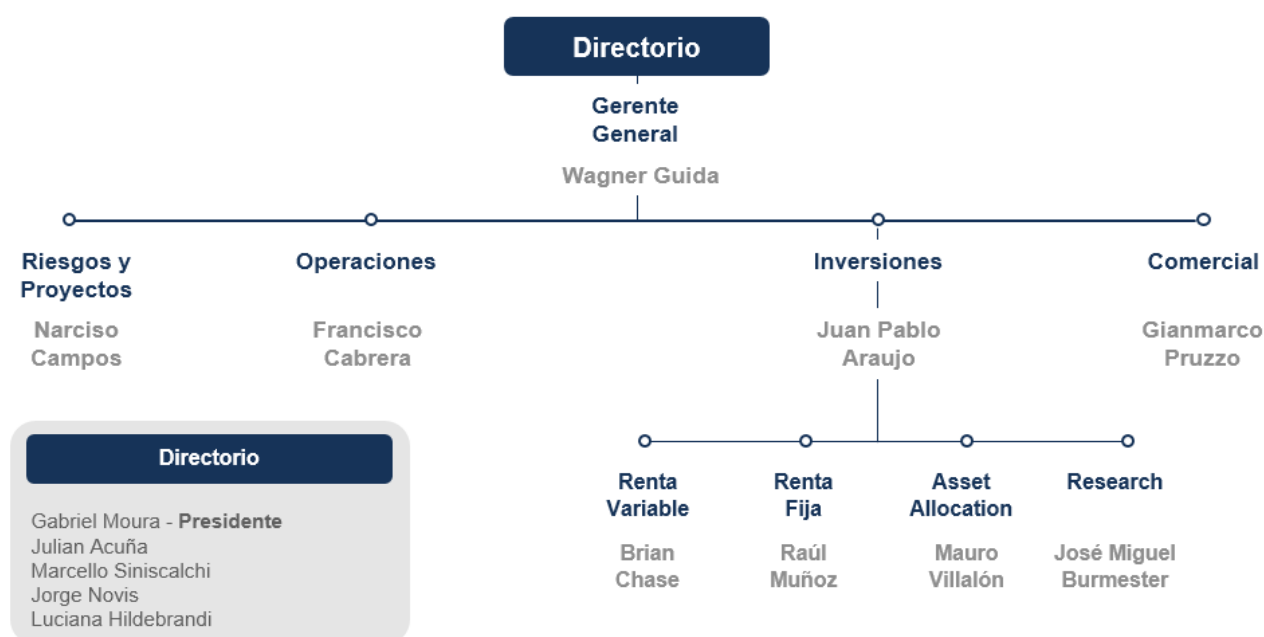 Directorio
Gerente
General
Wagner Guida
Riesgos y
Proyectos
Narciso
Campos
Operaciones
Francisco
Cabrera
Inversiones
Juan Pablo
Araujo
Comercial
Gianmarco
Pruzzo
Renta
Variable
Brian
Chase
Renta
Fija
Raúl
Muñoz
Asset
Allocation
Mauro
Villalón
Research
José Miguel
Burmester
Directorio
Gabriel Moura - Presidente
Julian Acuña
Marcello Siniscalchi
Jorge Novis
Luciana Hildebrandi